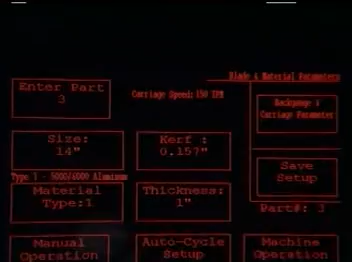 Blade & Material Parameters
Enter Part
3
Carriage Speed:150 IPM
Backpage :
Carriage Parameter
Size:
14"
Kerf :
0.157"
Save
Setup
Type 1 - 5000/6000 Aluminum
Material
Type:1
Thickness:
1"
Part#: 3
Manual
Operation
Auto-Cycle
Setup
Machine
Operation